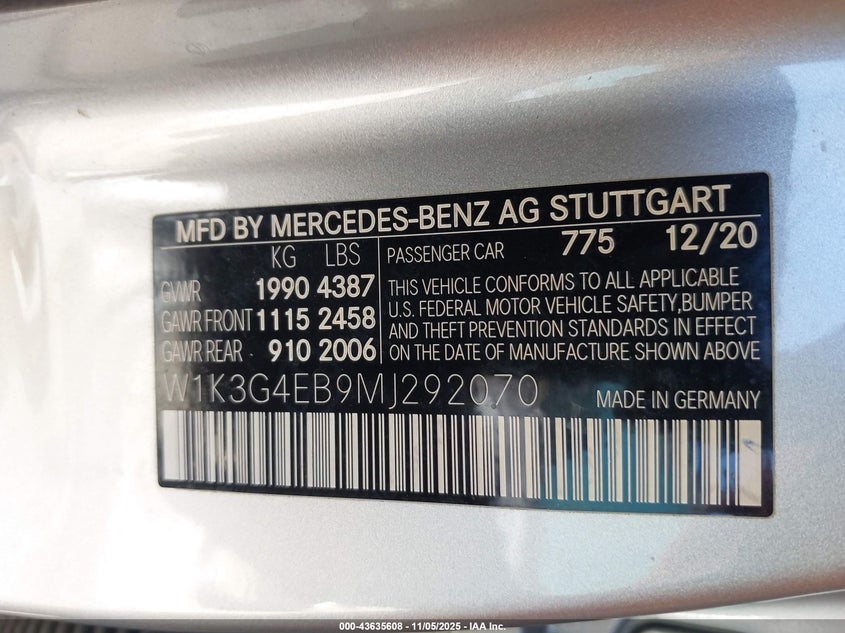 MFD BY MERCEDES-BENZ AG STUTTGART
KG LBS
GVWR 1990 4387
GAWR FRONT 1115 2458
GAWR REAR 910 2006
PASSENGER CAR 775 12/20
THIS VEHICLE CONFORMS TO ALL APPLICABLE
U.S. FEDERAL MOTOR VEHICLE SAFETY,BUMPER
AND THEFT PREVENTION STANDARDS IN EFFECT
ON THE DATE OF MANUFACTURE SHOWN ABOVE
W1K3G4EB9MJ292070
MADE IN GERMANY
000-43635608 - 11/05/2025 - IAA Inc.